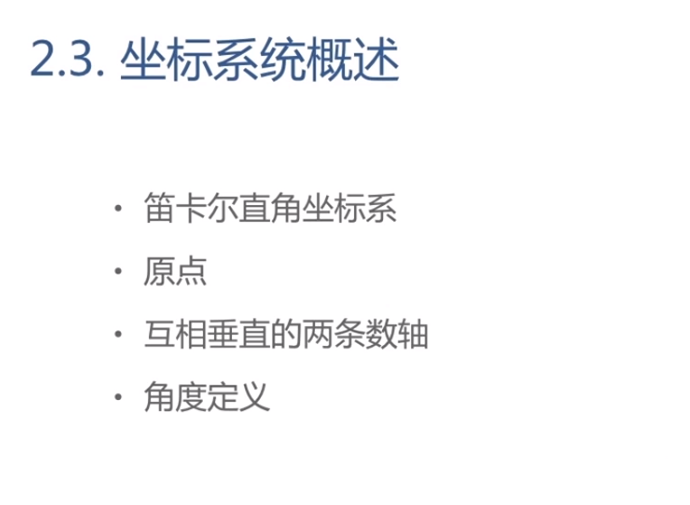 2.3. 坐标系统概述
• 笛卡尔直角坐标系
• 原点
• 互相垂直的两条数轴
• 角度定义